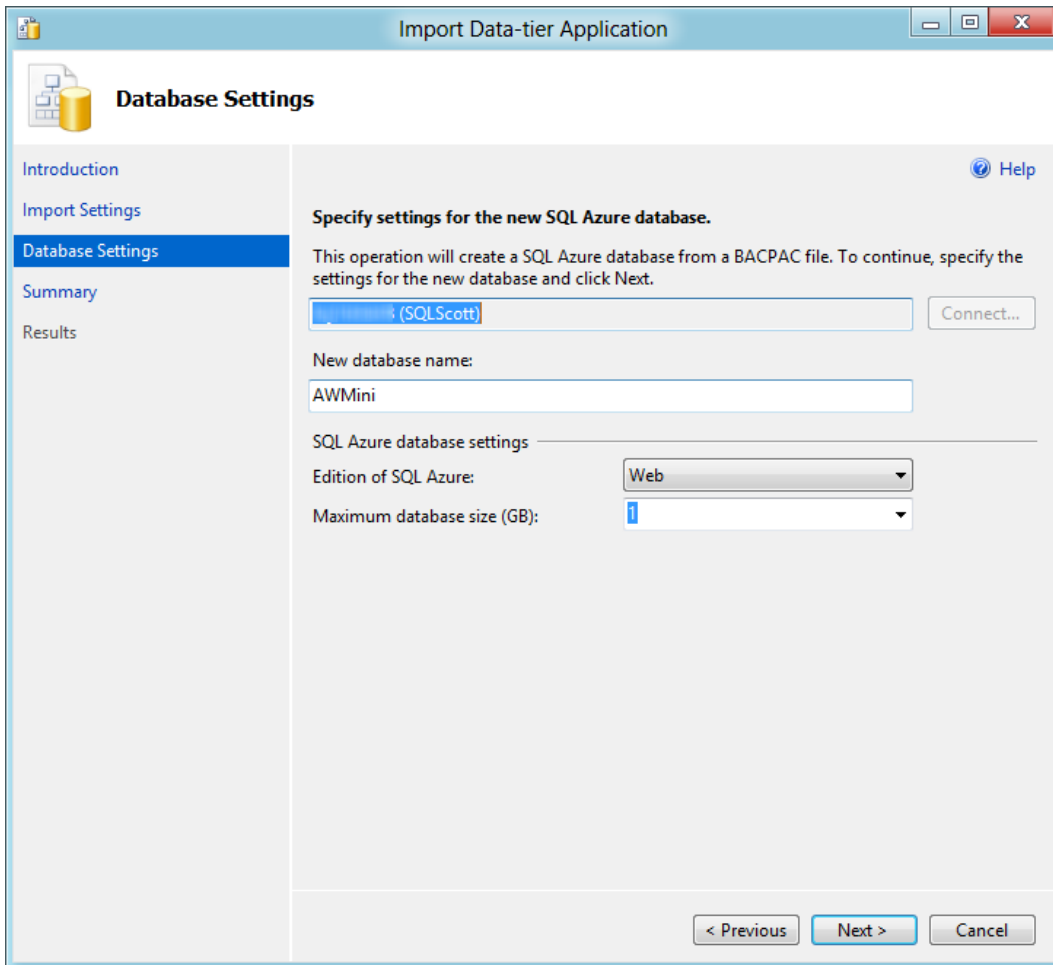 Import Data-tier Application
Database Settings
Introduction
Import Settings
Database Settings
Summary
Results
Help
Specify settings for the new SQL Azure database.
This operation will create a SQL Azure database from a BACPAC file. To continue, specify the
settings for the new database and click Next.
(SQLScott)
Connect...
New database name:
AWMini
SQL Azure database settings
Edition of SQL Azure:
Web
Maximum database size (GB):
1
< Previous
Next >
Cancel